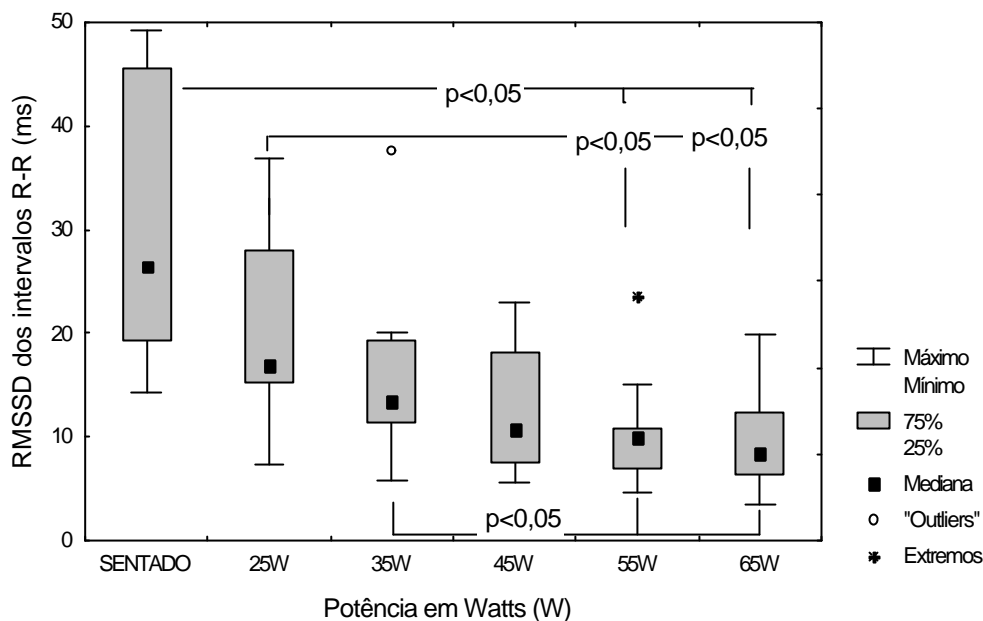 50
40
30
20
10
0
RMSSD dos intervalos R-R (ms)
p<0,05
p<0,05 p<0,05
p<0,05
SENTADO 25W 35W 45W 55W 65W
Potência em Watts (W)
Máximo
Mínimo
75%
25%
Mediana
"Outliers"
Extremos